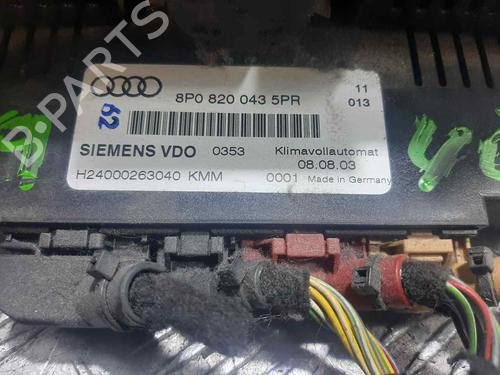 8P0 820 043 5PR
11
013
62
SIEMENS VDO 0353 Klimavollautomat
08.08.03
H24000263040 KMM 0001 Made in Germany
B-Parts